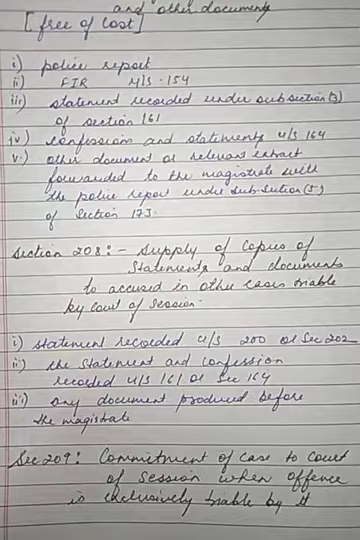 and other documents
[free of cost]
i) police report
ii) FIR u/s - 154
iii) statement recorded under subsection (3)
of section 161
iv) confession and statements u/s 164
v) other document or relevant extract
forwarded to the magistrate with
the police report under sub-section (5)
of Section 173.
Section 208:- Supply of copies of
Statements and documents
to accused in other cases triable
by court of session.
i) statement recorded u/s 200 or Sec 202
ii) the statement and confession
recorded u/s 161 or Sec 164
iii) any document produced before
the magistrate
Sec 209: Commitment of case to court
of session when offence
is exclusively triable by it